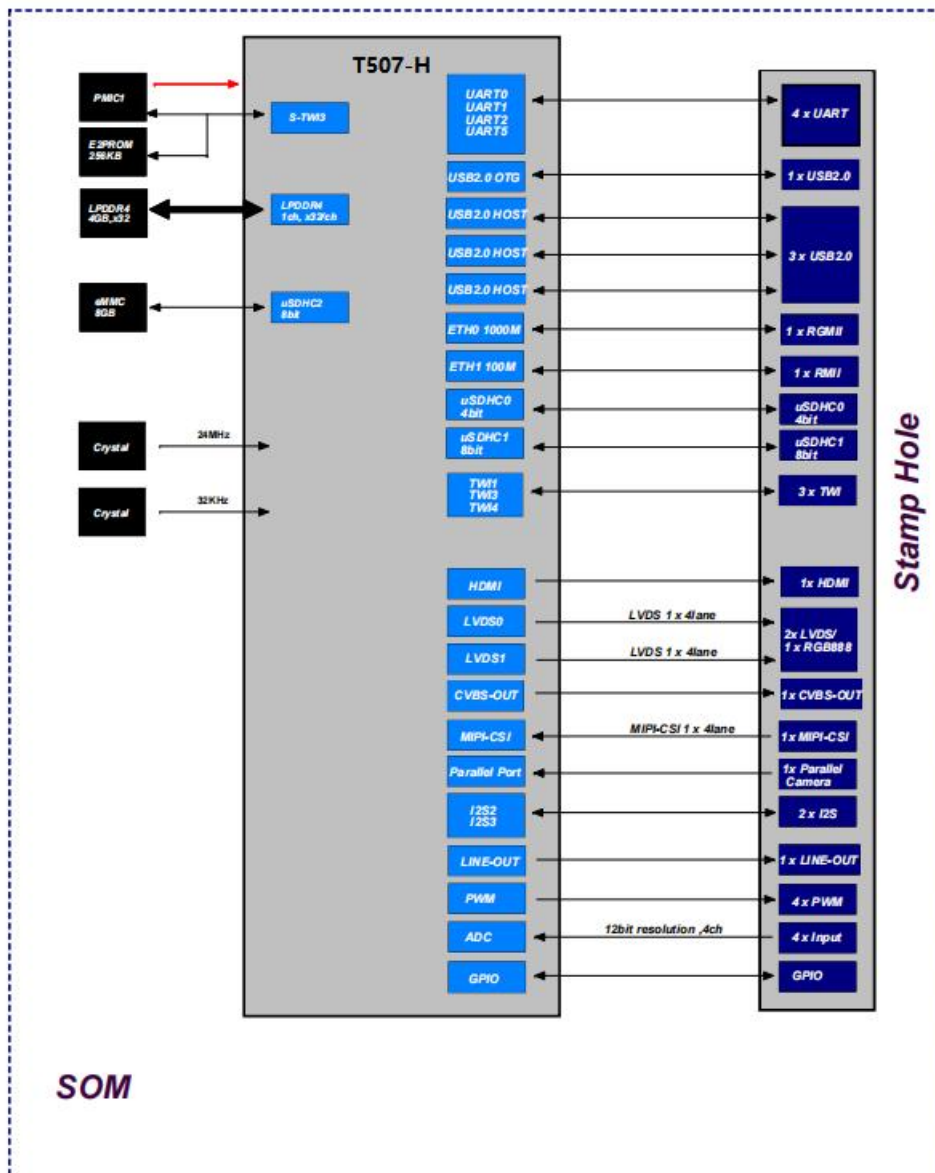 T507-H
PMIC1
E2PROM
256KB
LPDDR4
4GB,x32
eMMC
8GB
Crystal
24MHz
Crystal
32KHz
S-TWI3
LPDDR4
1ch, x32/ch
uSDHC2
8bit
UART0
UART1
UART2
UART5
USB2.0 OTG
USB2.0 HOST
USB2.0 HOST
USB2.0 HOST
ETH0 1000M
ETH1 100M
uSDHC0
4bit
uSDHC1
8bit
TWI1
TWI3
TWI4
HDMI
LVDS0
LVDS1
CVBS-OUT
MIPI-CSI
Parallel Port
I2S2
I2S3
LINE-OUT
PWM
ADC
GPIO
LVDS 1 x 4lane
LVDS 1 x 4lane
MIPI-CSI 1 x 4lane
12bit resolution ,4ch
4 x UART
1 x USB2.0
3 x USB2.0
1 x RGMII
1 x RMII
uSDHC0
4bit
uSDHC1
8bit
3 x TWI
1x HDMI
2x LVDS/
1 x RGB888
1x CVBS-OUT
1x MIPI-CSI
1x Parallel
Camera
2 x I2S
1 x LINE-OUT
4 x PWM
4 x Input
GPIO
Stamp Hole
SOM